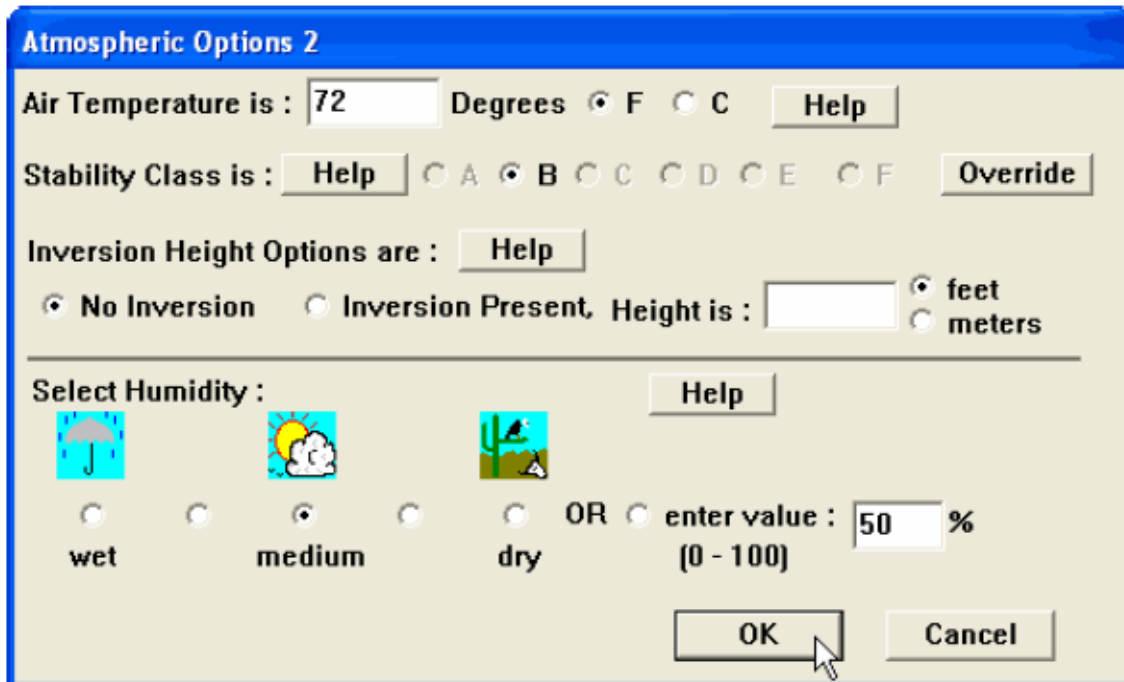 Atmospheric Options 2
Air Temperature is : 72 Degrees F C Help
Stability Class is : Help A B C D E F Override
Inversion Height Options are : Help
No Inversion Inversion Present, Height is : feet
meters
Select Humidity : Help
OR enter value : 50 %
wet medium dry (0 - 100)
OK Cancel